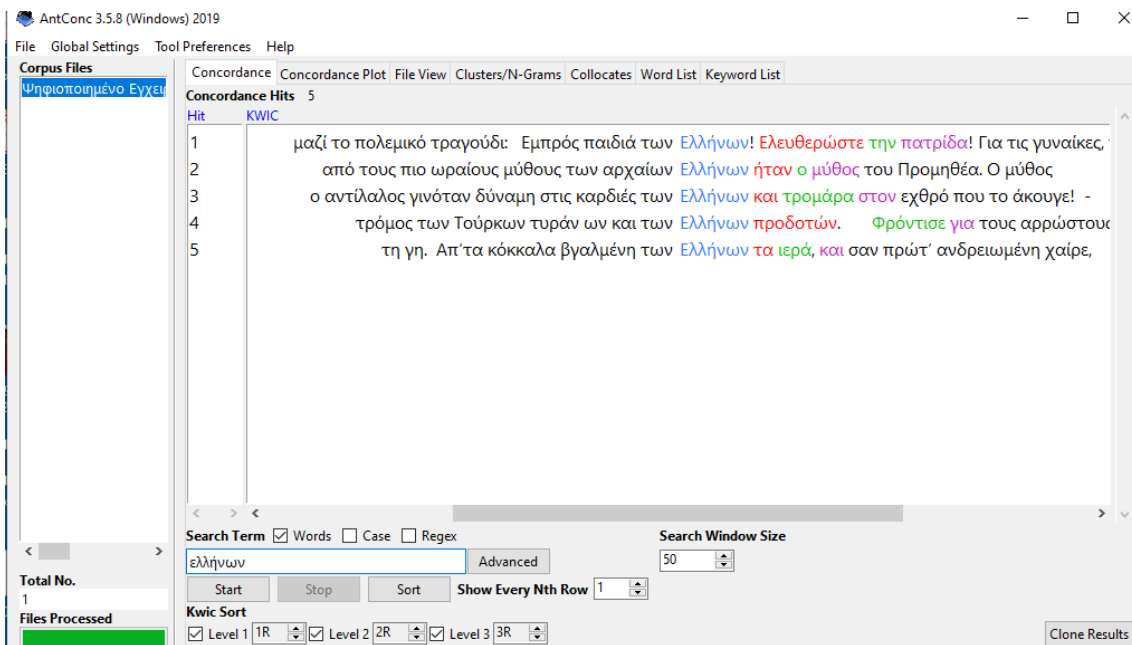 AntConc 3.5.8 (Windows) 2019
File Global Settings Tool Preferences Help
Corpus Files
Ψηφιοποιημένο
Concordance Concordance Plot File View Clusters/N-Grams Collocates Word List Keyword List
Concordance Hits 5
Hit KWIC
1 μαζί το πολεμικό τραγούδι: Εμπρός παιδιά των Ελλήνων! Ελευθερώστε την πατρίδα! Για τις γυναίκες,
2 από τους πιο ωραίους μύθους των αρχαίων Ελλήνων ήταν ο μύθος του Προμηθέα. Ο μύθος
3 ο αντίλαλος γινόταν δύναμη στις καρδιές των Ελλήνων και τρομάρα στον εχθρό που το άκουγε! -
4 τρόμος των Τούρκων τυράν ων και των Ελλήνων προδοτών. Φρόντισε για τους
5 τη γη. Απ΄τα κόκκαλα βγαλμένη των Ελλήνων τα ιερά, και σαν πρώτ΄ ανδρειωμένη χαίρε,
Search Term Words Case Regex Search Window Size
ελλήνων Advanced 50
Total No.
1
Start Stop Sort Show Every Nth Row 1
Files Processed
Kwic Sort
Level 1 1R Level 2 2R Level 3 3R Clone Results